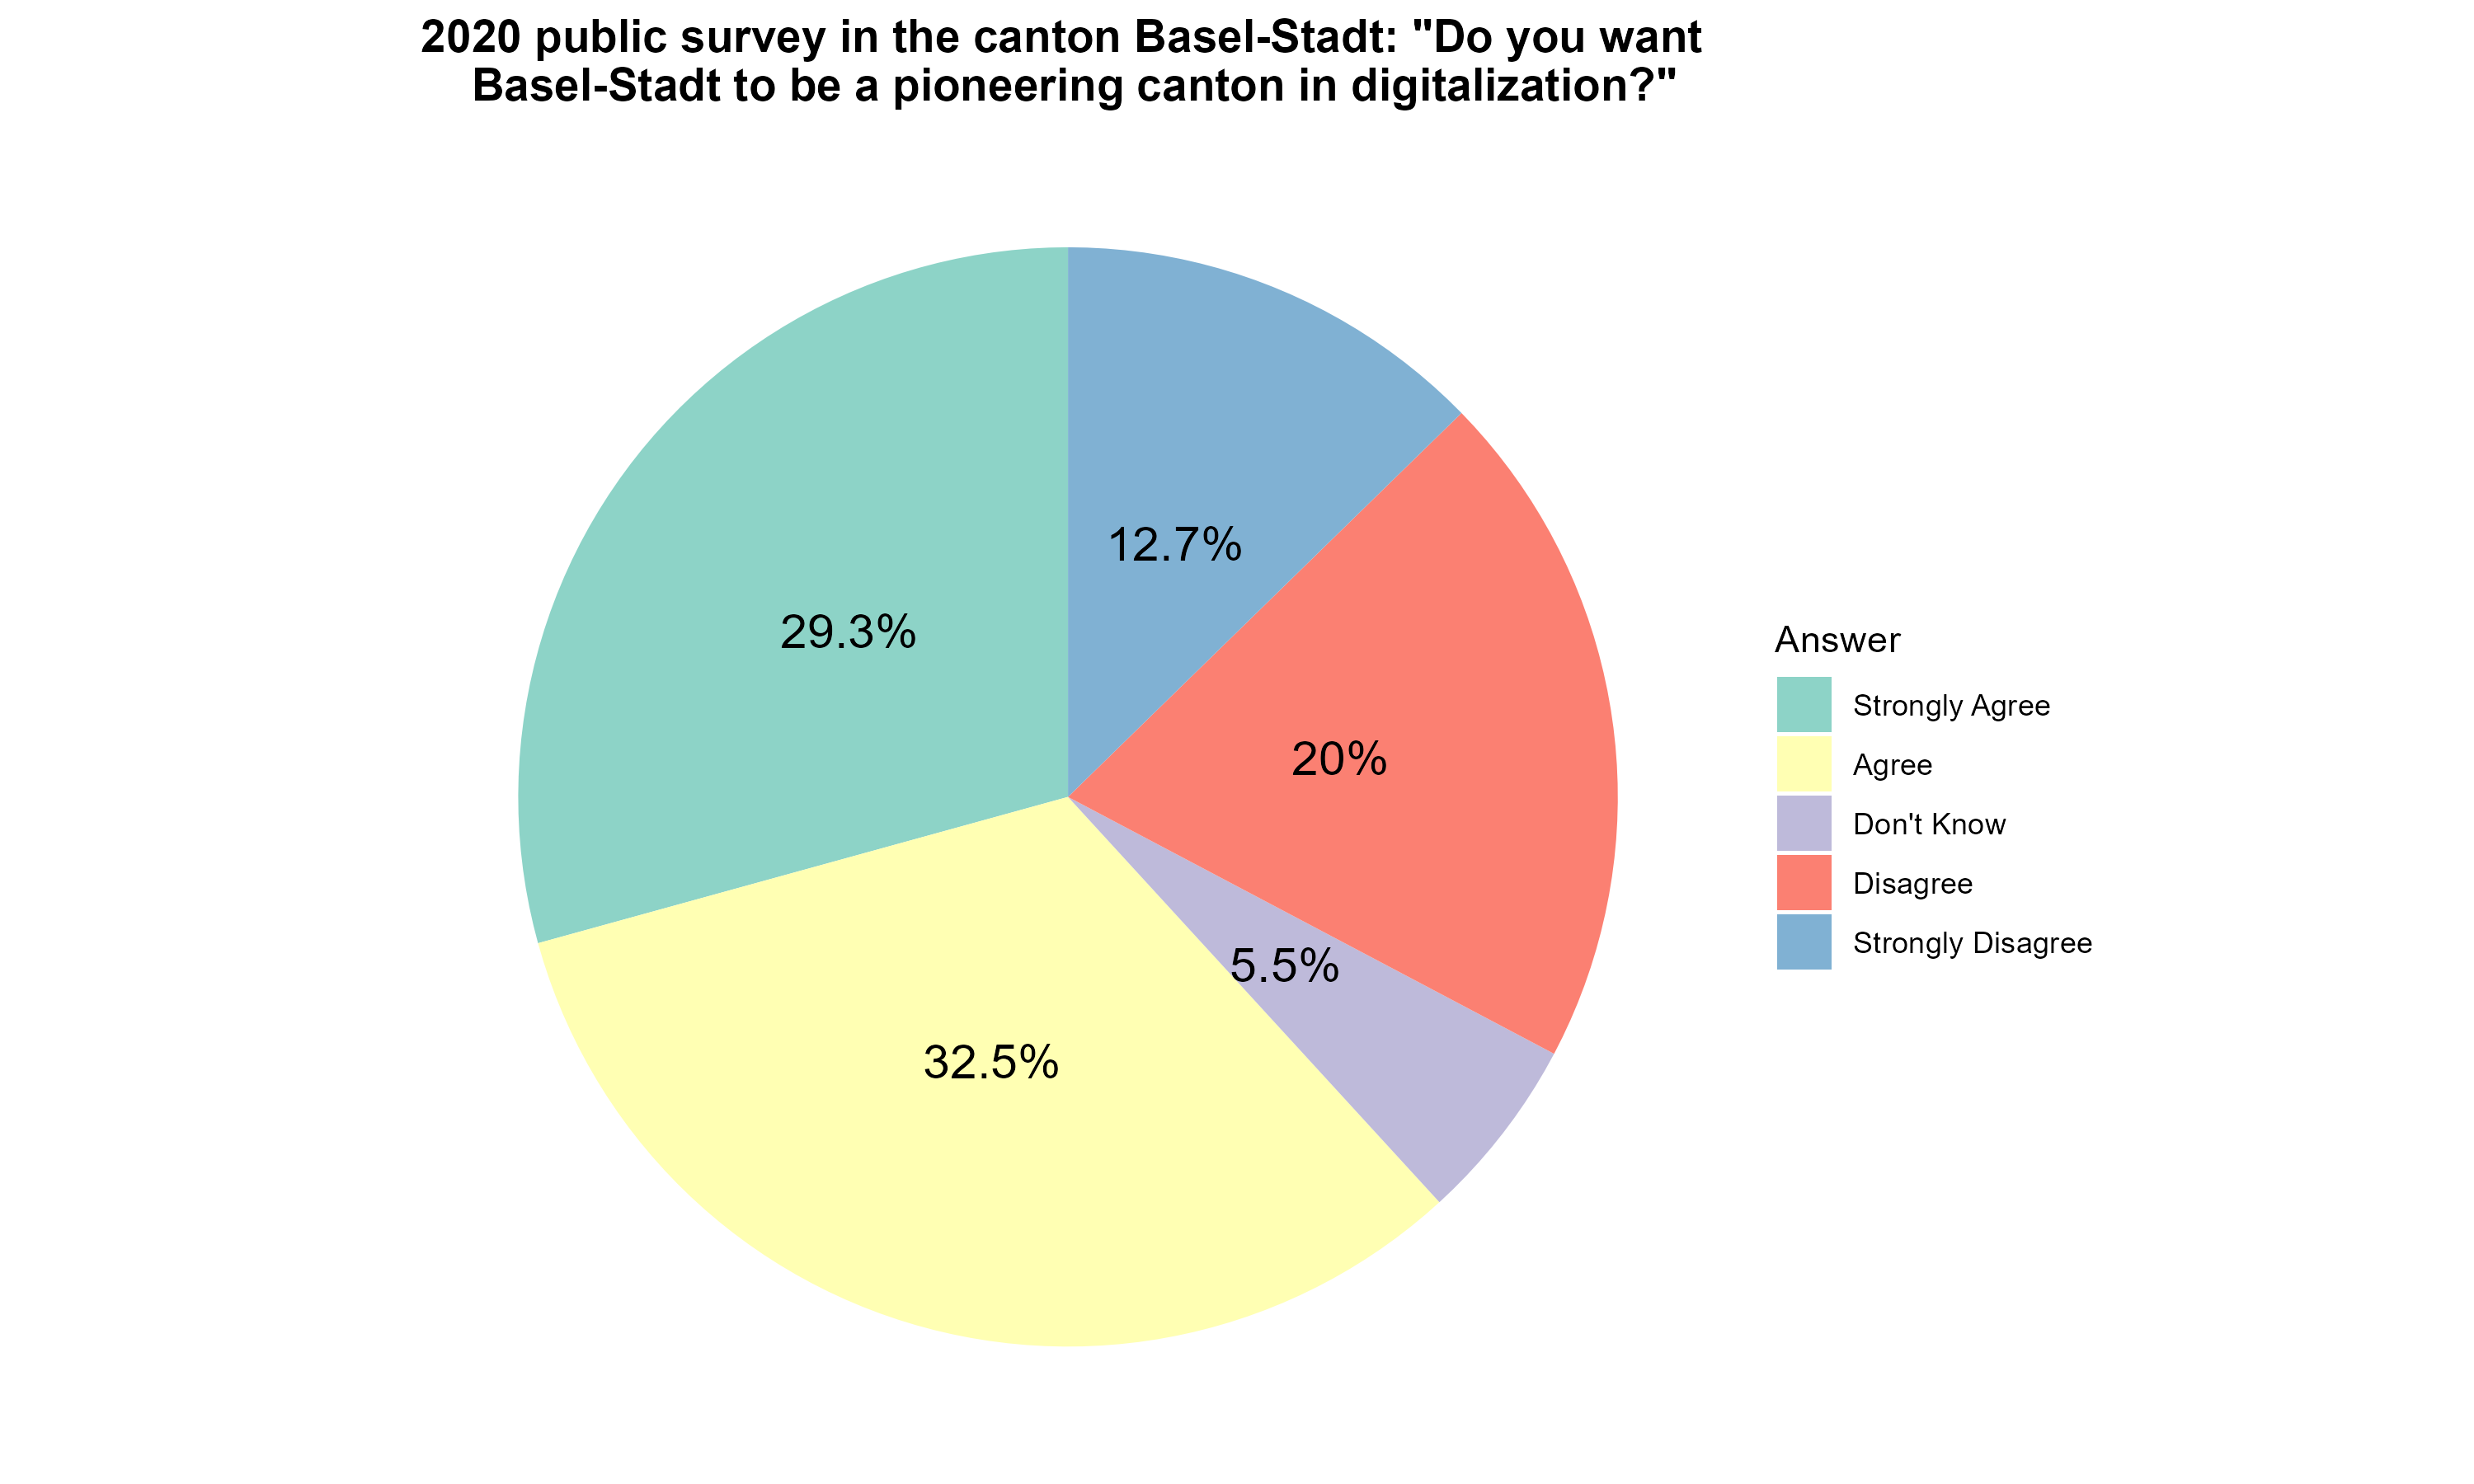 2020 public survey in the canton Basel-Stadt: "Do you want
Basel-Stadt to be a pioneering canton in digitalization?"
12.7%
29.3%
20%
5.5%
32.5%
Answer
Strongly Agree
Agree
Don't Know
Disagree
Strongly Disagree